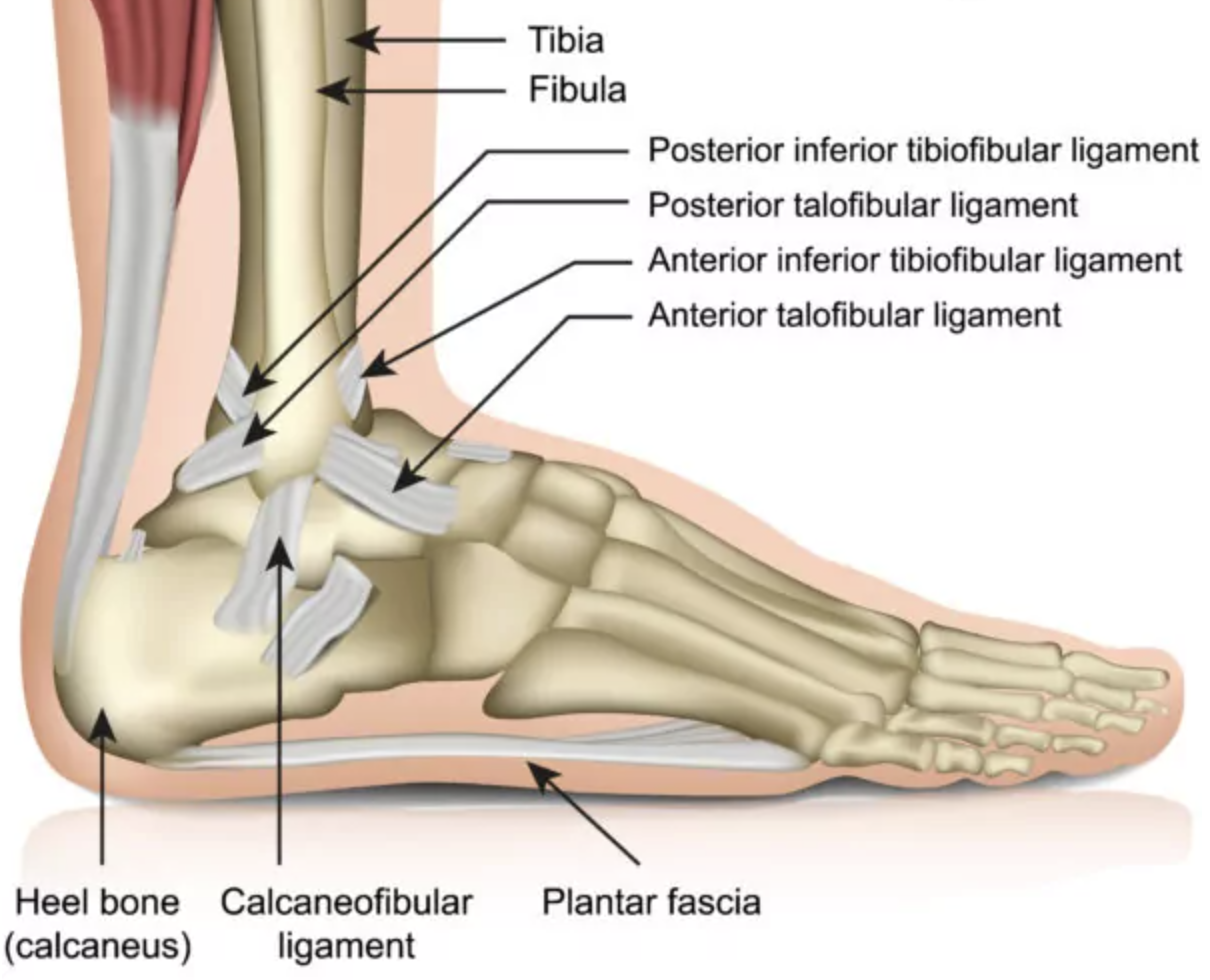 Tibia
Fibula
Posterior inferior tibiofibular ligament
Posterior talofibular ligament
Anterior inferior tibiofibular ligament
Anterior talofibular ligament
Heel bone
(calcaneus)
Calcaneofibular
ligament
Plantar fascia